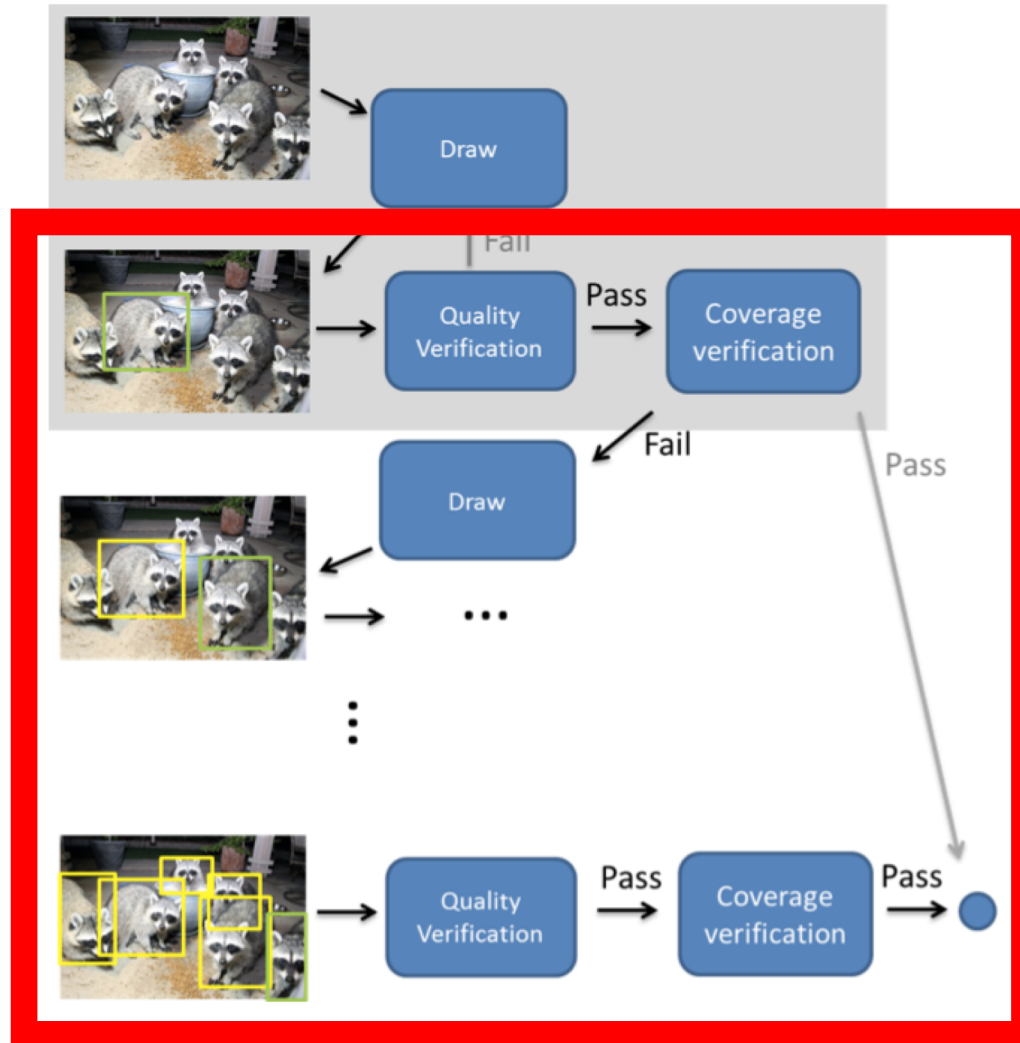 Draw
Fail
Quality
Verification
Pass
Coverage
verification
Fail
Pass
Draw
...
Quality
Verification
Pass
Coverage
verification
Pass